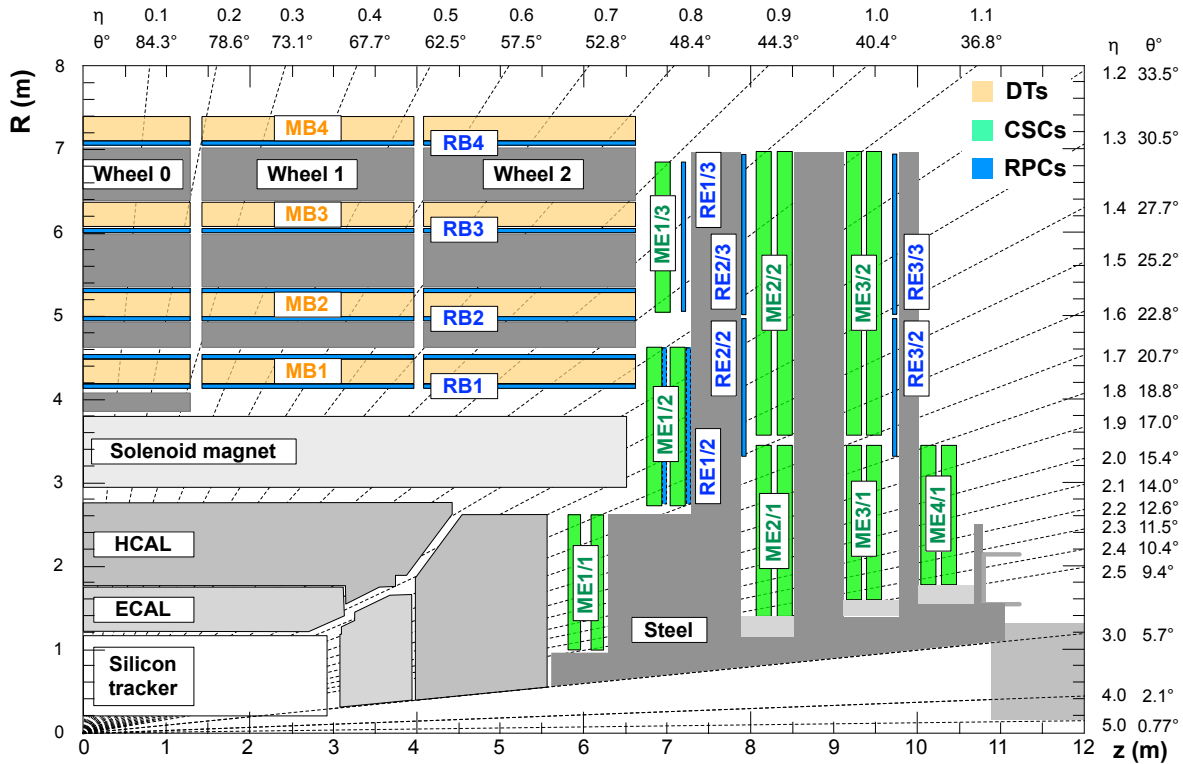 η 0.1 0.2 0.3 0.4 0.5 0.6 0.7 0.8 0.9 1.0 1.1
θ° 84.3° 78.6° 73.1° 67.7° 62.5° 57.5° 52.8° 48.4° 44.3° 40.4° 36.8° η θ°
R (m)
8
7
6
5
4
3
2
1
0
1.2 33.5°
1.3 30.5°
1.4 27.7°
1.5 25.2°
1.6 22.8°
1.7 20.7°
1.8 18.8°
1.9 17.0°
2.0 15.4°
2.1 14.0°
2.2 12.6°
2.3 11.5°
2.4 10.4°
2.5 9.4°
3.0 5.7°
4.0 2.1°
5.0 0.77°
DTs
CSCs
RPCs
MB4
RB4
Wheel 0 Wheel 1 Wheel 2
MB3
RB3
MB2
RB2
MB1
RB1
Solenoid magnet
HCAL
ECAL
Silicon
tracker
Steel
ME1/3
RE1/3
RE2/3
ME2/2
ME3/2
RE3/3
ME1/2
RE1/2
RE2/2
RE3/2
ME1/1
ME2/1
ME3/1
ME4/1
0 1 2 3 4 5 6 7 8 9 10 11 12
z (m)